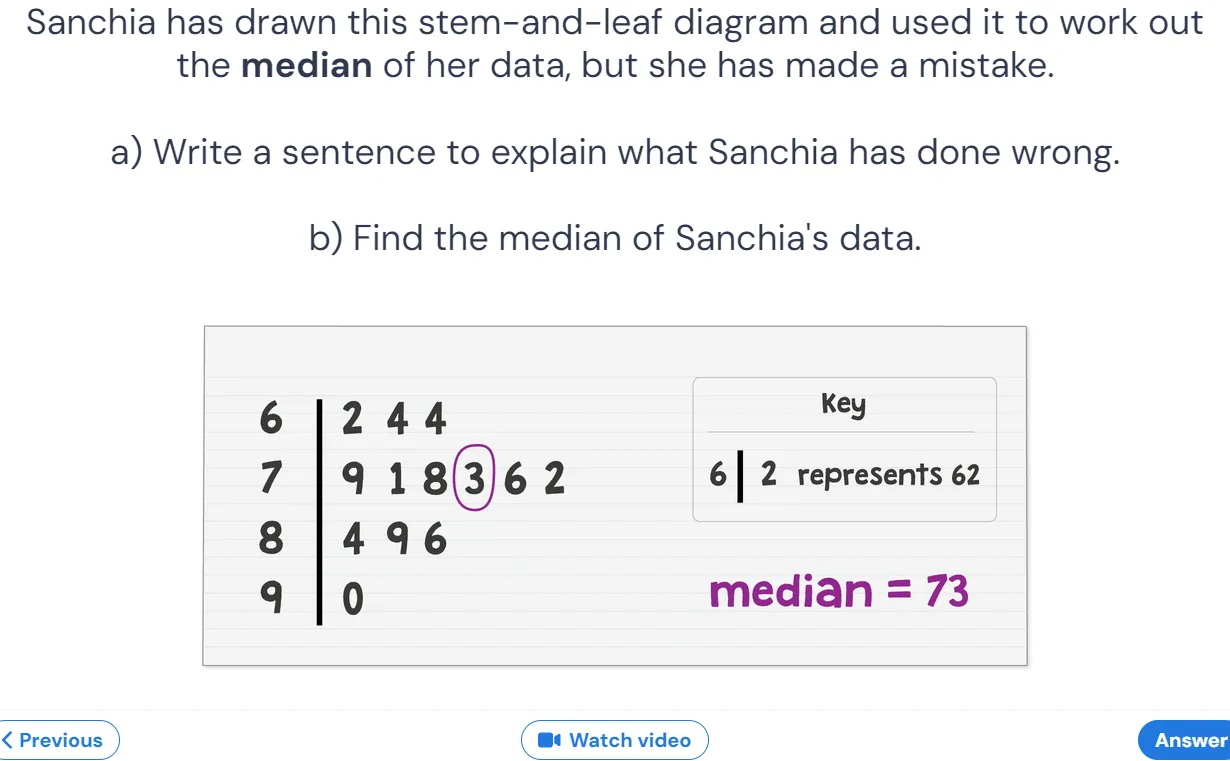 Sanchia has drawn this stem-and-leaf diagram and used it to work out
the median of her data, but she has made a mistake.
a) Write a sentence to explain what Sanchia has done wrong.
b) Find the median of Sanchia's data.
6 | 2 4 4
7 | 9 1 8 3 6 2
8 | 4 9 6
9 | 0
Key
6 | 2 represents 62
median = 73
< Previous
Watch video
Answer